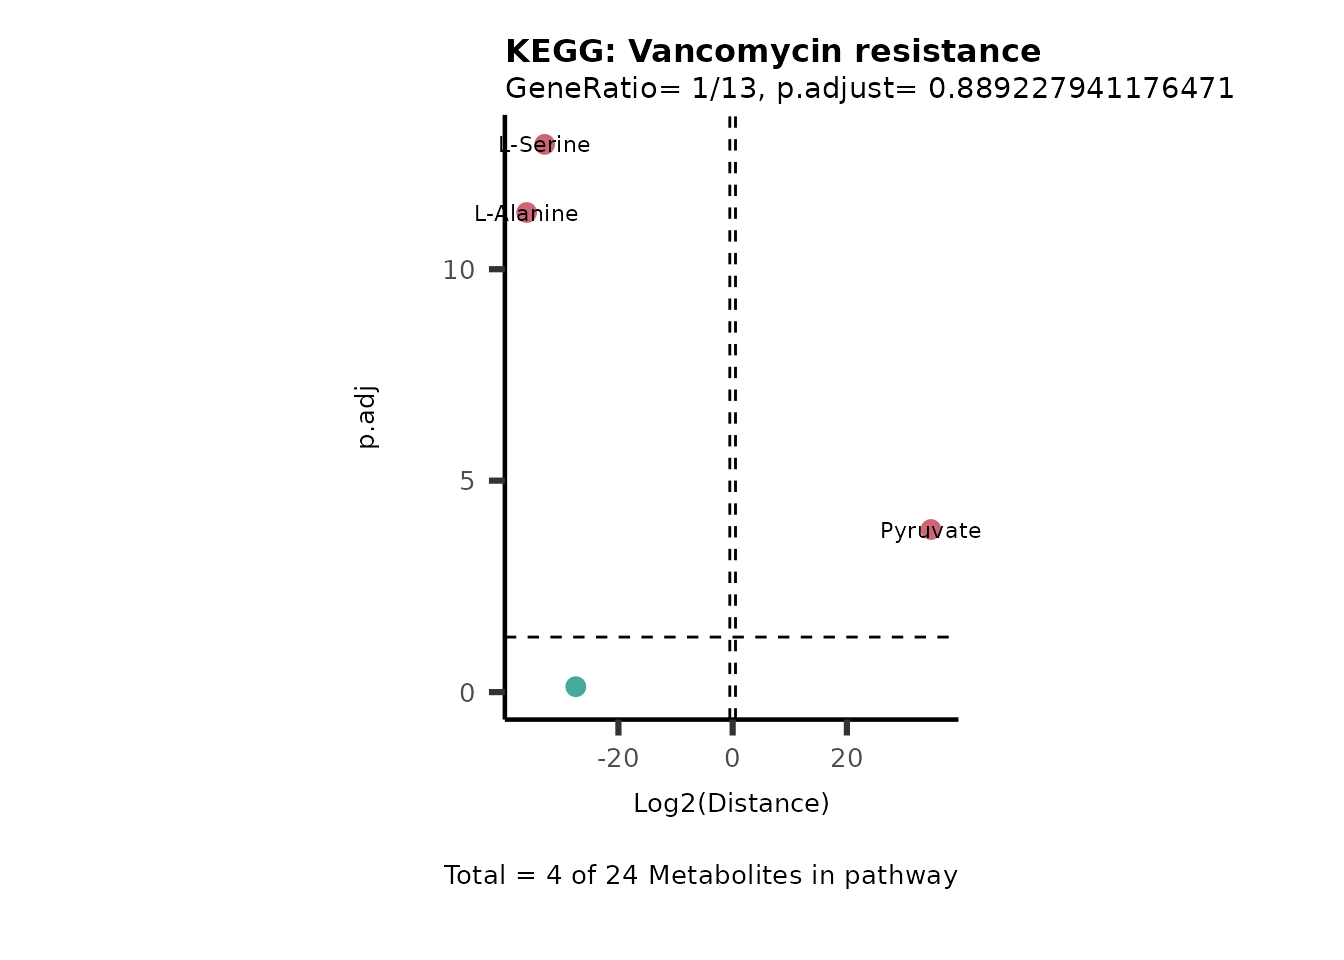 KEGG: Vancomycin resistance
GeneRatio= 1/13, p.adjust= 0.889227941176471
L-Serine
L-Alanine
10
p.adj
5
Pyruvate
0
-20 0 20
Log2(Distance)
Total = 4 of 24 Metabolites in pathway